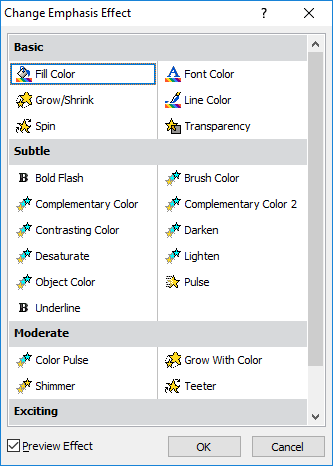 Change Emphasis Effect ? ×
Basic
Fill Color Font Color
Grow/Shrink Line Color
Spin Transparency
Subtle
B Bold Flash Brush Color
Complementary Color Complementary Color 2
Contrasting Color Darken
Desaturate Lighten
Object Color Pulse
B Underline
Moderate
Color Pulse Grow With Color
Shimmer Teeter
Exciting
Preview Effect OK Cancel